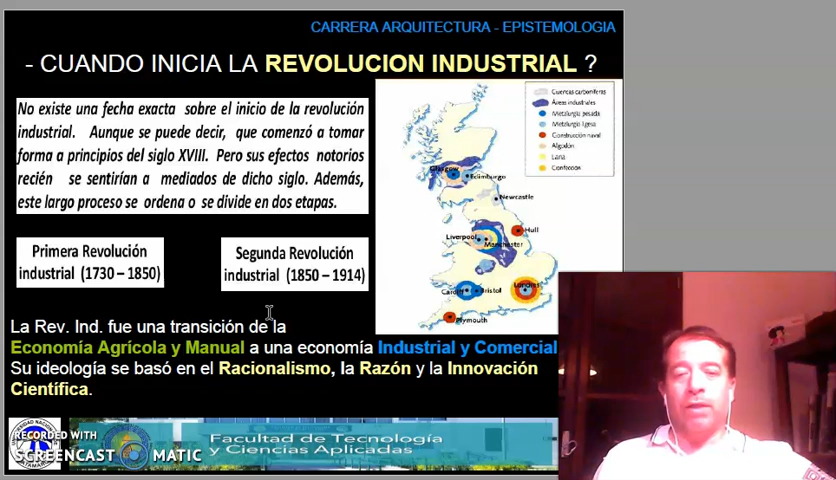 CARRERA ARQUITECTURA - EPISTEMOLOGIA
- CUANDO INICIA LA REVOLUCION INDUSTRIAL ?
No existe una fecha exacta sobre el inicio de la revolución
industrial. Aunque se puede decir, que comenzó a tomar
forma a principios del siglo XVIII. Pero sus efectos notorios
recién se sentirían a mediados de dicho siglo. Además,
este largo proceso se ordena o se divide en dos etapas.
Primera Revolución
industrial (1730 – 1850)
Segunda Revolución
industrial (1850 – 1914)
Cuencas carboníferas
Áreas industriales
Metalurgia pesada
Metalurgia ligera
Construcción naval
Algodón
Lana
Confección
Glasgow
Edimburgo
Newcastle
Hull
Liverpool
Manchester
Cardiff
Bristol
Londres
Plymouth
La Rev. Ind. fue una transición de la
Economía Agrícola y Manual a una economía Industrial y Comercial
Su ideología se basó en el Racionalismo, la Razón y la Innovación
Científica.
RECORDED WITH
SCREENCAST MATIC
Facultad de Tecnología
y Ciencias Aplicadas